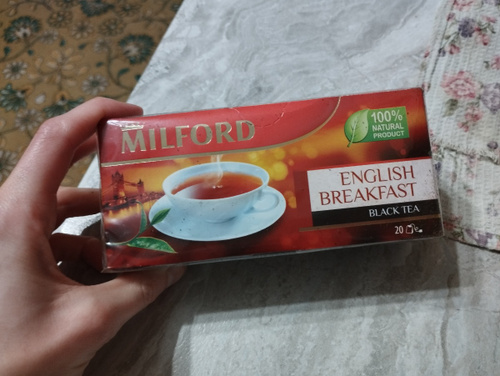 MILFORD
100%
NATURAL
PRODUCT
ENGLISH
BREAKFAST
BLACK TEA
20